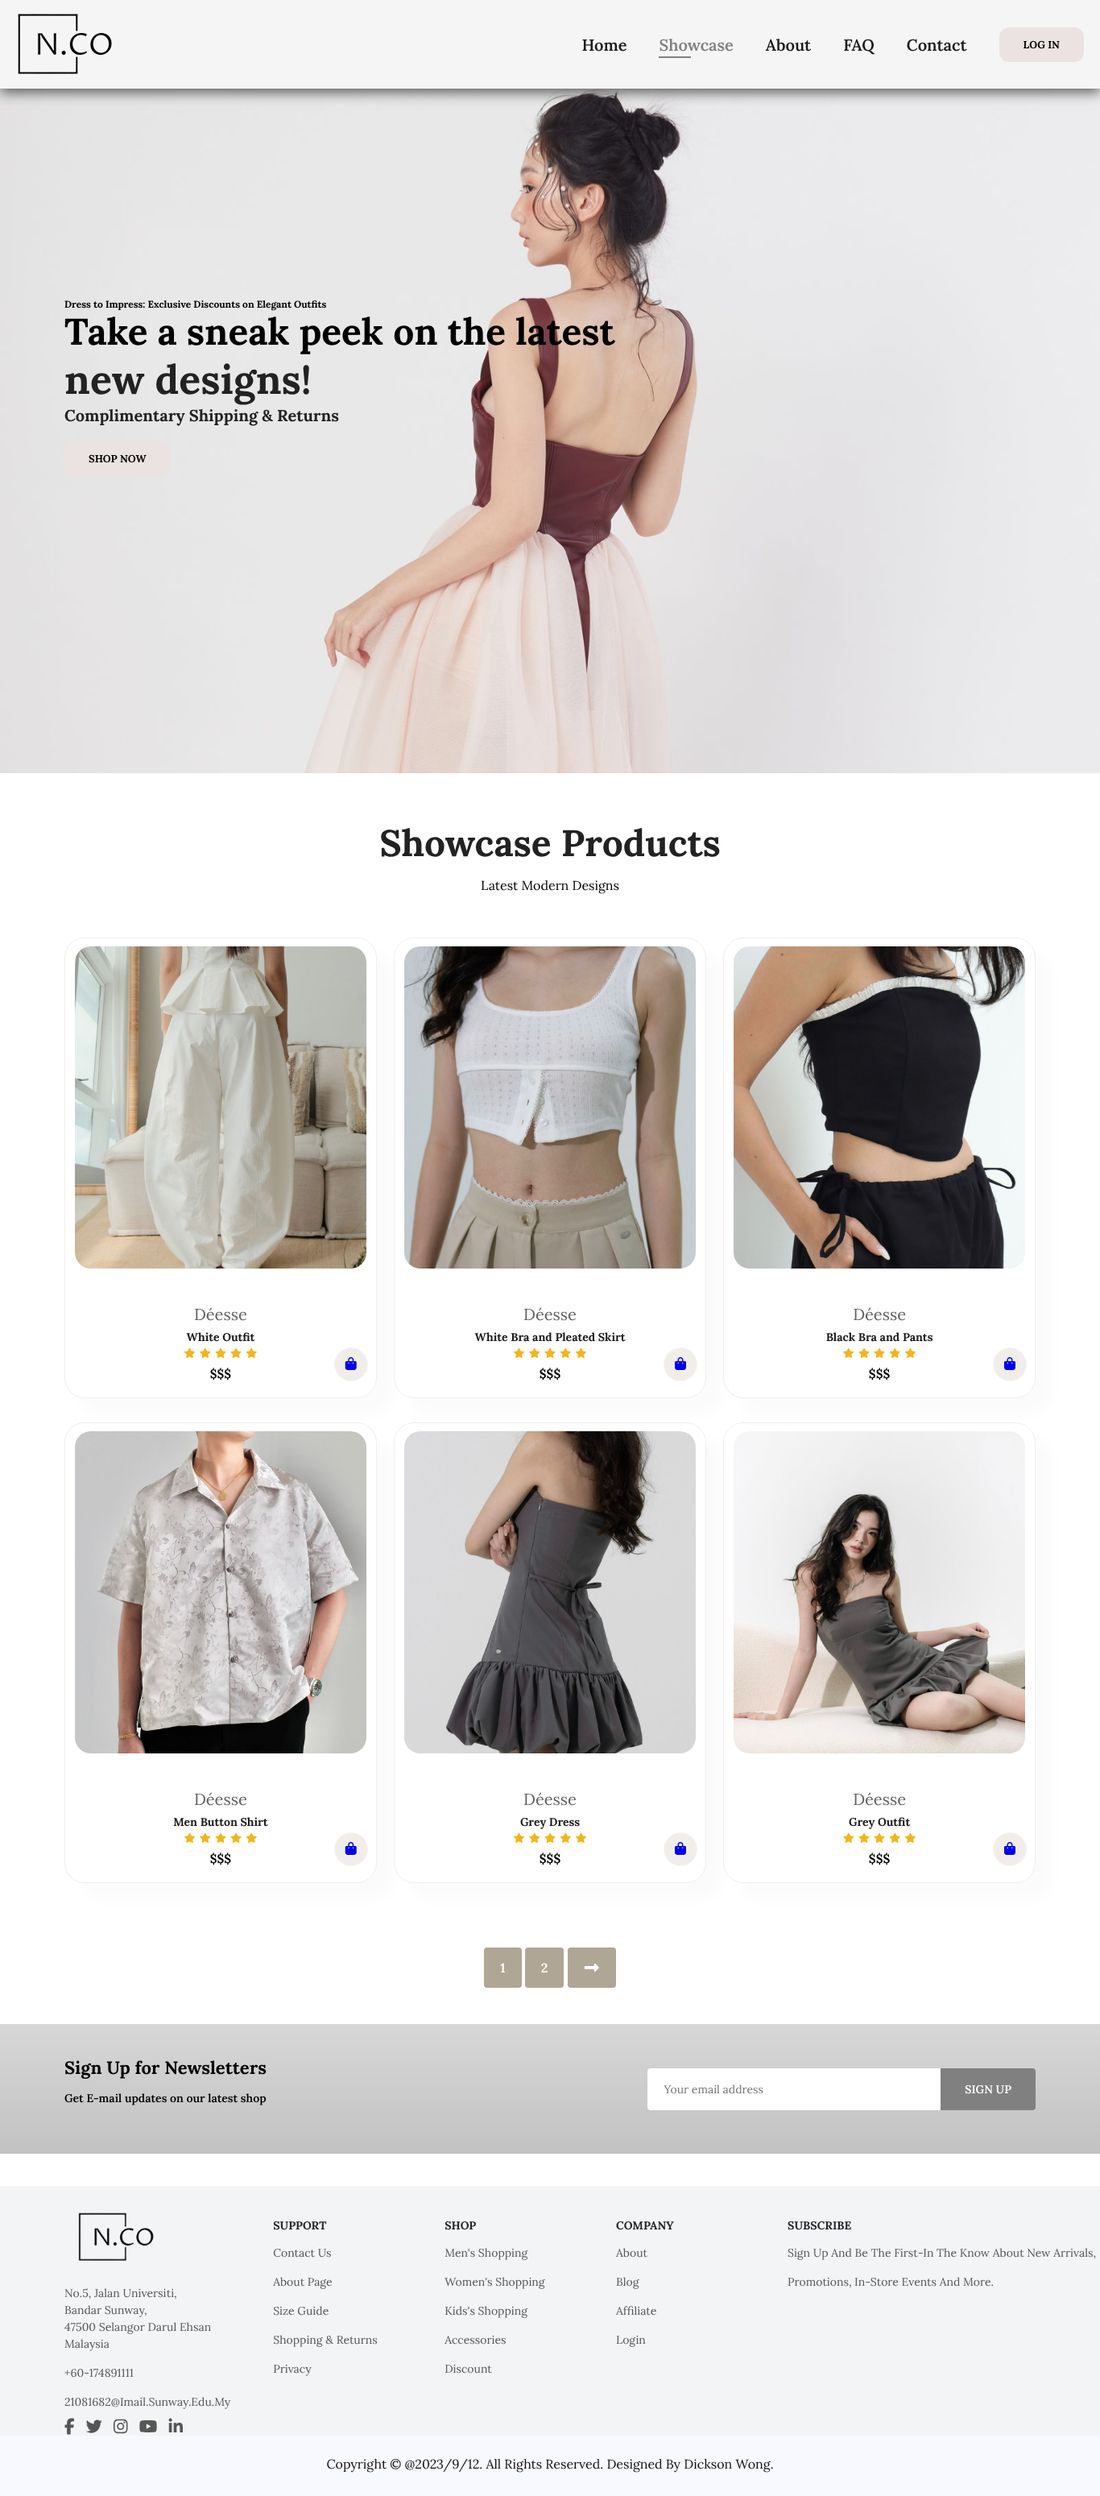 N.CO
Home Showcase About FAQ Contact LOG IN
Dress to Impress: Exclusive Discounts on Elegant Outfits
Take a sneak peek on the latest
new designs!
Complimentary Shipping & Returns
SHOP NOW
Showcase Products
Latest Modern Designs
Déesse
White Outfit
$$$
Déesse
White Bra and Pleated Skirt
$$$
Déesse
Black Bra and Pants
$$$
Déesse
Men Button Shirt
$$$
Déesse
Grey Dress
$$$
Déesse
Grey Outfit
$$$
1 2
Sign Up for Newsletters
Get E-mail updates on our latest shop
Your email address SIGN UP
N.CO
No.5, Jalan Universiti,
Bandar Sunway,
47500 Selangor Darul Ehsan
Malaysia
+60-174891111
21081682@Imail.Sunway.Edu.My
SUPPORT
Contact Us
About Page
Size Guide
Shopping & Returns
Privacy
SHOP
Men's Shopping
Women's Shopping
Kids's Shopping
Accessories
Discount
COMPANY
About
Blog
Affiliate
Login
SUBSCRIBE
Sign Up And Be The First-In The Know About New Arrivals,
Promotions, In-Store Events And More.
Copyright © @2023/9/12. All Rights Reserved. Designed By Dickson Wong.